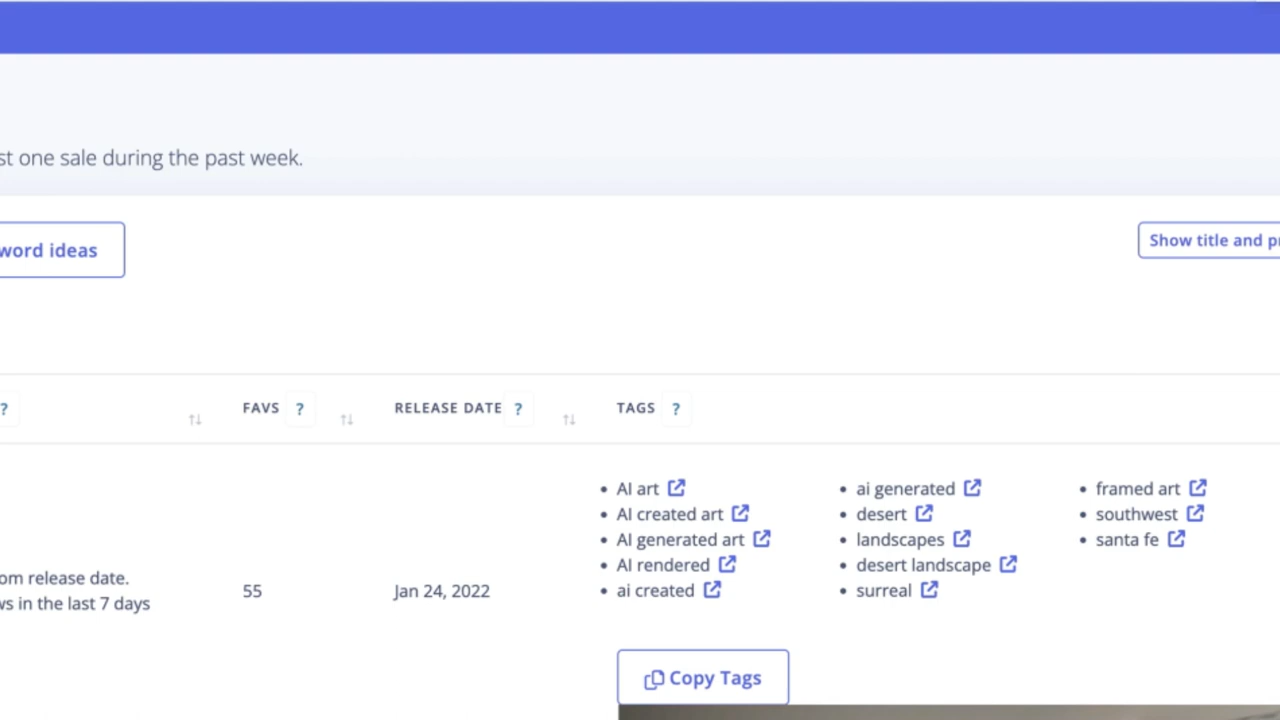 st one sale during the past week.
word ideas
Show title and pr
? FAVS ? RELEASE DATE ? TAGS ?
AI art ai generated framed art
AI created art desert southwest
AI generated art landscapes santa fe
AI rendered desert landscape
om release date.
55 Jan 24, 2022 ai created surreal
ws in the last 7 days
Copy Tags